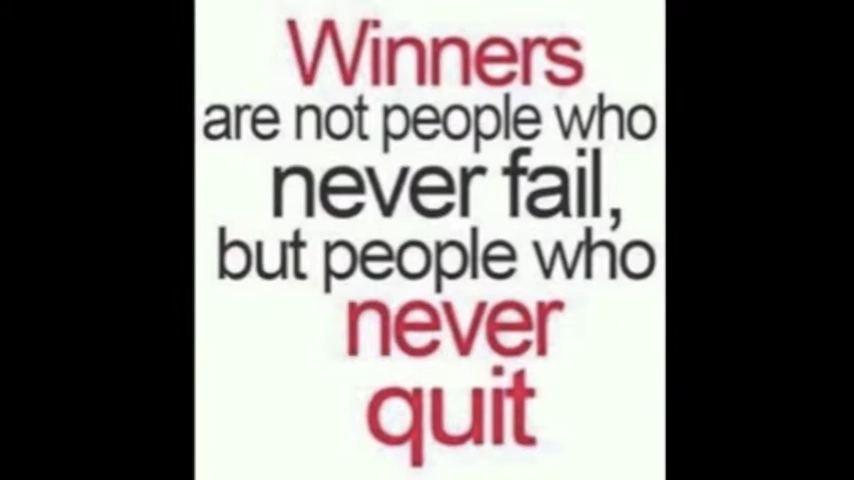 Winners
are not people who
never fail,
but people who
never
quit